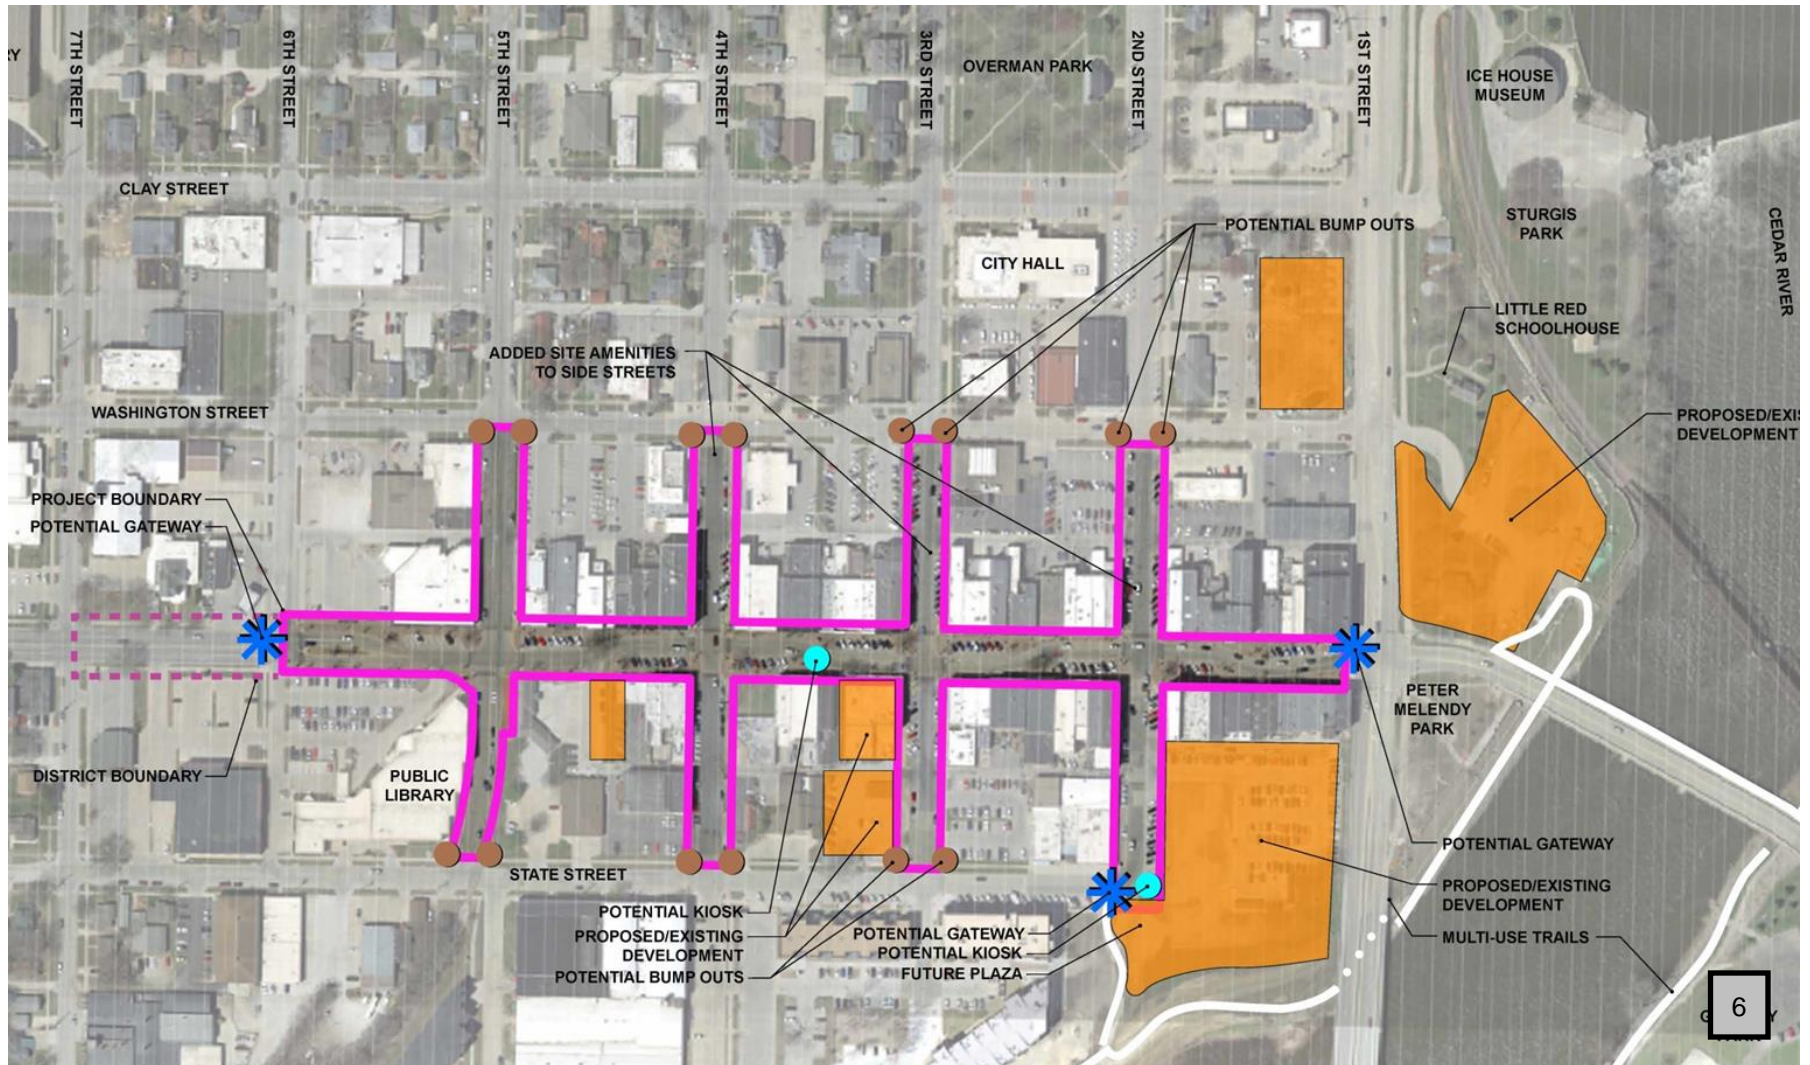 RY
7TH STREET
6TH STREET
5TH STREET
4TH STREET
3RD STREET
OVERMAN PARK
2ND STREET
1ST STREET
ICE HOUSE
MUSEUM
CLAY STREET
STURGIS
PARK
CEDAR RIVER
POTENTIAL BUMP OUTS
CITY HALL
LITTLE RED
SCHOOLHOUSE
ADDED SITE AMENITIES
TO SIDE STREETS
WASHINGTON STREET
PROPOSED/EXIS
DEVELOPMENT
PROJECT BOUNDARY
POTENTIAL GATEWAY
PETER
MELENDY
PARK
DISTRICT BOUNDARY
PUBLIC
LIBRARY
STATE STREET
POTENTIAL GATEWAY
PROPOSED/EXISTING
DEVELOPMENT
MULTI-USE TRAILS
POTENTIAL KIOSK
PROPOSED/EXISTING
DEVELOPMENT
POTENTIAL BUMP OUTS
POTENTIAL GATEWAY
POTENTIAL KIOSK
FUTURE PLAZA
6